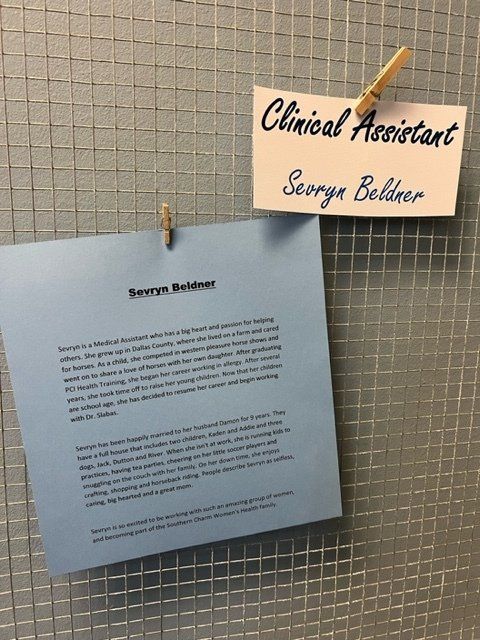 Clinical Assistant
Sevryn Beldner
Sevryn Beldner
Sevryn is a Medical Assistant who has a big heart and passion for helping
others. She grew up in Dallas County, where she lived on a farm and cared
for horses. As a child, she competed in western pleasure horse shows and
went on to share a love of horses with her own daughter. After graduating
PCI Health Training, she began her career working in allergy. After several
years, she took time off to raise her young children. Now that her children
are school age, she has decided to resume her career and begin working
with Dr. Slabas.
Sevryn has been happily married to her husband Damon for 9 years. They
have a full house that includes two children, Kaden and Addie and three
dogs, Jack, Dutton and River. When she isn't at work, she is running kids to
practices, having tea parties, cheering on her little soccer players and
snuggling on the couch with her family. On her down time, she enjoys
crafting, shopping and horseback riding. People describe Sevryn as selfless,
caring, big hearted and a great mom.
Sevryn is so excited to be working with such an amazing group of women,
and becoming part of the Southern Charm Women's Health family.